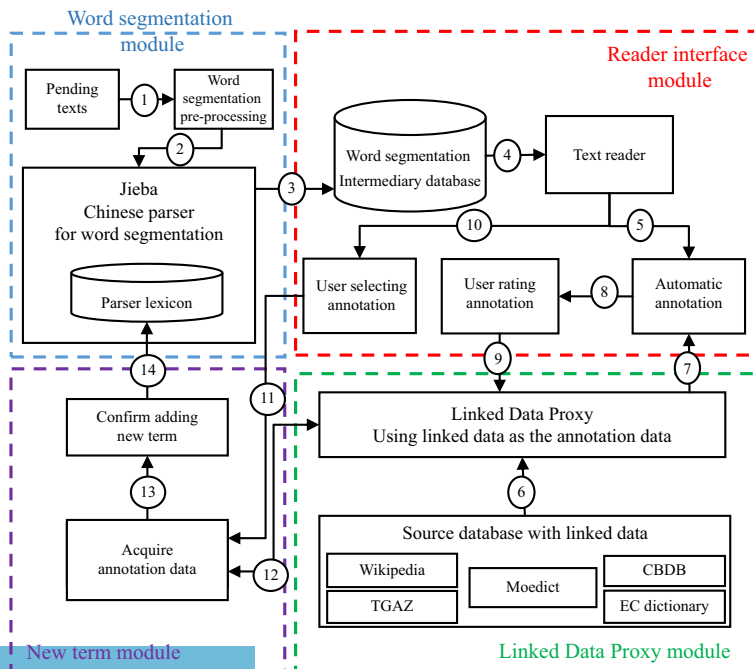 Word segmentation
module
Reader interface
module
Pending
texts
1
Word
segmentation
pre-processing
2
Jieba
Chinese parser
for word segmentation
3
Parser lexicon
Word segmentation
Intermediary database
4
Text reader
10
5
User selecting
annotation
User rating
annotation
8
Automatic
annotation
14
11
9
7
Confirm adding
new term
Linked Data Proxy
Using linked data as the annotation data
13
6
Acquire
annotation data
12
Source database with linked data
Wikipedia
Moedict
CBDB
TGAZ
EC dictionary
New term module
Linked Data Proxy module